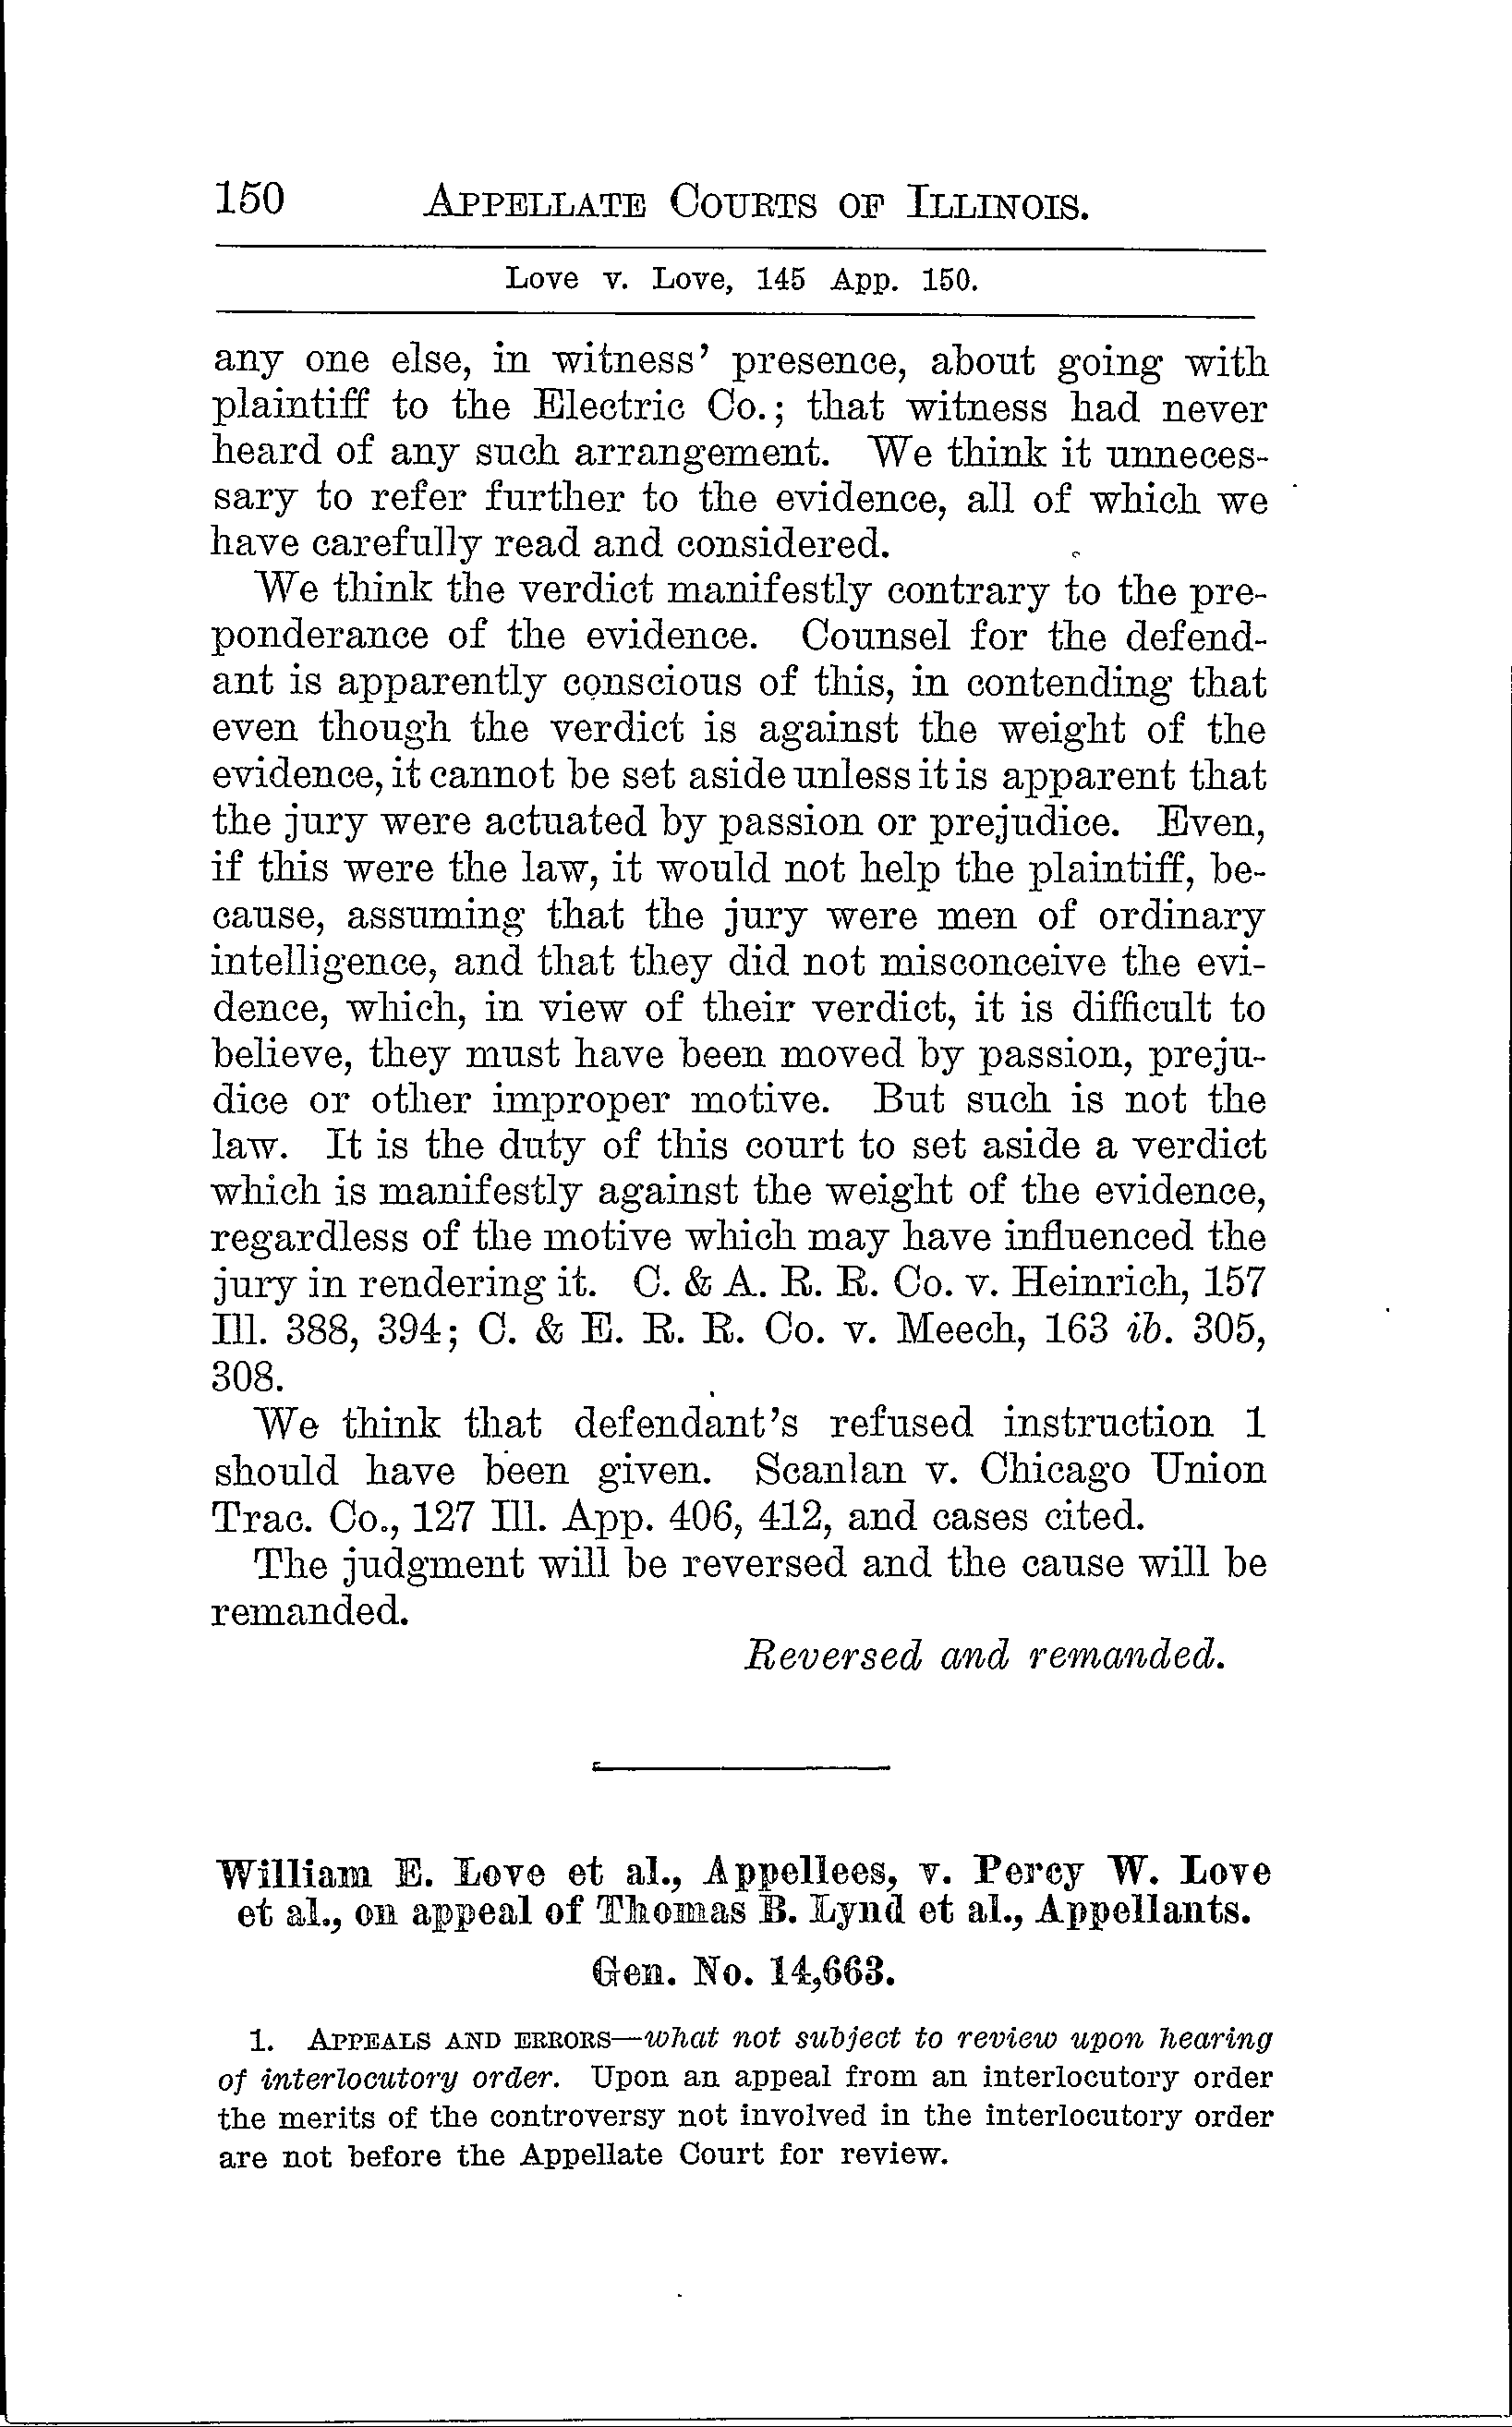 150 APPELLATE COURTS OF ILLINOIS.
Love v. Love, 145 App. 150.
any one else, in witness' presence, about going with
plaintiff to the Electric Co.; that witness had never
heard of any such arrangement. We think it unneces-
sary to refer further to the evidence, all of which we
have carefully read and considered.
We think the verdict manifestly contrary to the pre-
ponderance of the evidence. Counsel for the defend-
ant is apparently conscious of this, in contending that
even though the verdict is against the weight of the
evidence, it cannot be set aside unless it is apparent that
the jury were actuated by passion or prejudice. Even,
if this were the law, it would not help the plaintiff, be-
cause, assuming that the jury were men of ordinary
intelligence, and that they did not misconceive the evi-
dence, which, in view of their verdict, it is difficult to
believe, they must have been moved by passion, preju-
dice or other improper motive. But such is not the
law. It is the duty of this court to set aside a verdict
which is manifestly against the weight of the evidence,
regardless of the motive which may have influenced the
jury in rendering it. C. & A. R. R. Co. v. Heinrich, 157
Ill. 388, 394; C. & E. R. R. Co. v. Meech, 163 ib. 305,
308.
We think that defendant's refused instruction 1
should have been given. Scanlan v. Chicago Union
Trac. Co., 127 Ill. App. 406, 412, and cases cited.
The judgment will be reversed and the cause will be
remanded.
Reversed and remanded.
William E. Love et al., Appellees, v. Percy W. Love
et al., on appeal of Thomas B. Lynd et al., Appellants.
Gen. No. 14,663.
1. APPEALS AND ERRORS—what not subject to review upon hearing
of interlocutory order. Upon an appeal from an interlocutory order
the merits of the controversy not involved in the interlocutory order
are not before the Appellate Court for review.